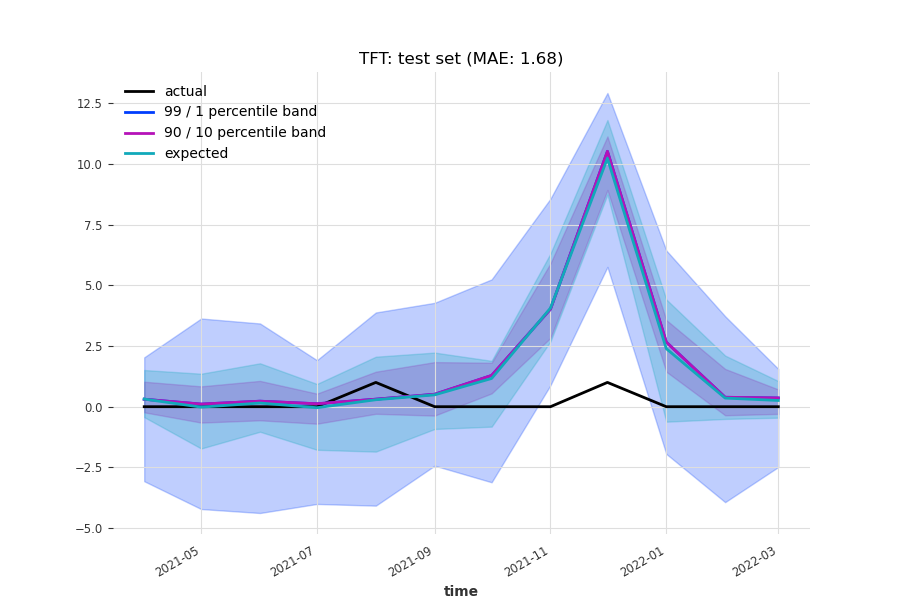 TFT: test set (MAE: 1.68)
actual
99 / 1 percentile band
90 / 10 percentile band
expected
12.5
10.0
7.5
5.0
2.5
0.0
−2.5
−5.0
2021-05
2021-07
2021-09
2021-11
2022-01
2022-03
time